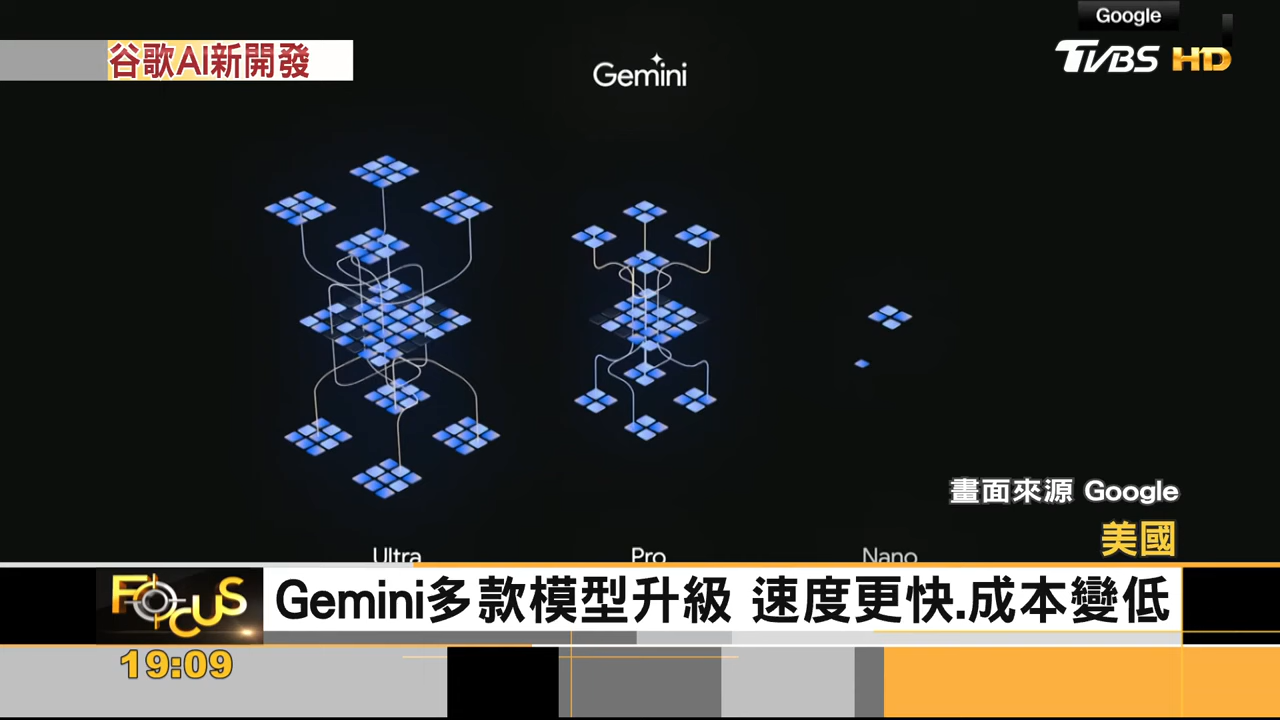 Google
谷歌AI新開發
TVBS HD
Gemini
畫面來源 Google
美國
Ultra
Pro
Nano
FOCUS
Gemini多款模型升級 速度更快.成本變低
19:09